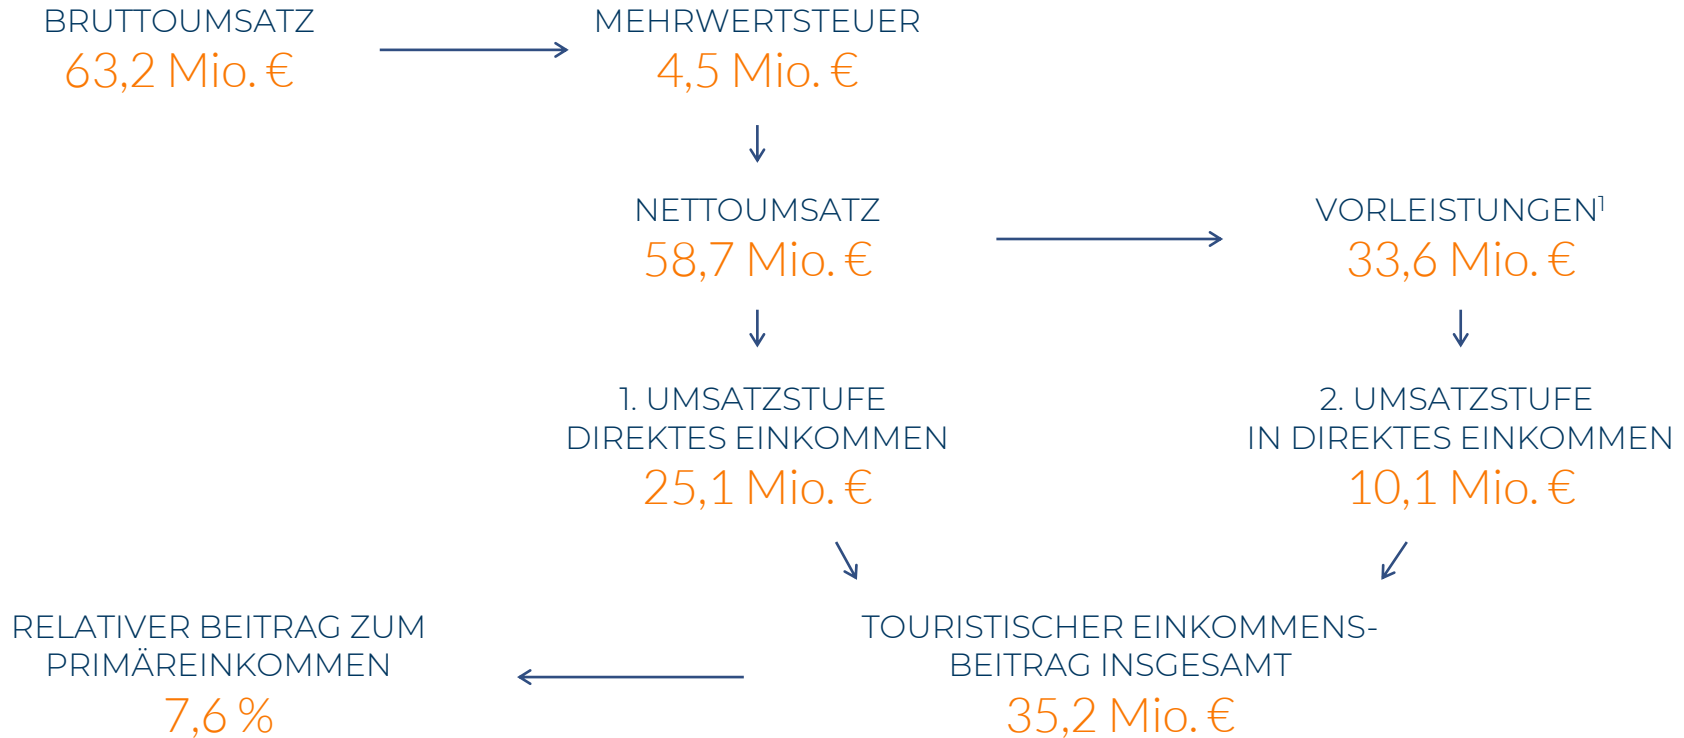 BRUTTOUMSATZ
63,2 Mio. €
MEHRWERTSTEUER
4,5 Mio. €
NETTOUMSATZ
58,7 Mio. €
VORLEISTUNGEN¹
33,6 Mio. €
1. UMSATZSTUFE
DIREKTES EINKOMMEN
25,1 Mio. €
2. UMSATZSTUFE
IN DIREKTES EINKOMMEN
10,1 Mio. €
RELATIVER BEITRAG ZUM
PRIMÄREINKOMMEN
7,6 %
TOURISTISCHER EINKOMMENS-
BEITRAG INSGESAMT
35,2 Mio. €